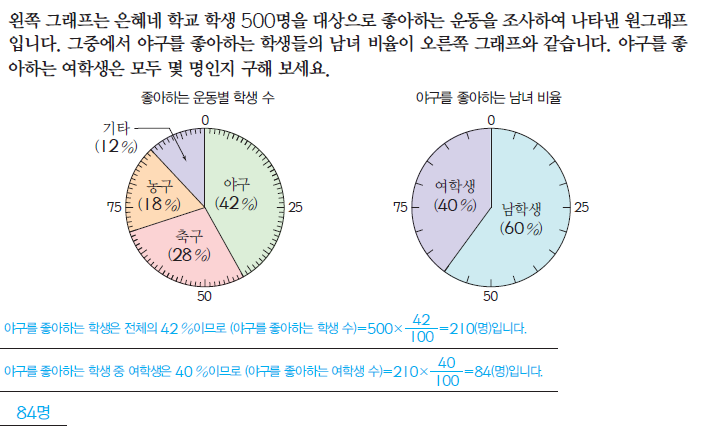 왼쪽 그래프는 은혜네 학교 학생 500명을 대상으로 좋아하는 운동을 조사하여 나타낸 원그래프
입니다. 그중에서 야구를 좋아하는 학생들의 남녀 비율이 오른쪽 그래프와 같습니다. 야구를 좋
아하는 여학생은 모두 몇 명인지 구해 보세요.
좋아하는 운동별 학생 수
0
기타
(12%)
야구
(42%)
농구
(18%)
축구
(28%)
75
25
50
야구를 좋아하는 남녀 비율
0
여학생
(40%)
남학생
(60%)
75
25
50
야구를 좋아하는 학생은 전체의 42%이므로 (야구를 좋아하는 학생 수)=500×42/100=210(명)입니다.
야구를 좋아하는 학생 중 여학생은 40%이므로 (야구를 좋아하는 여학생 수)=210×40/100=84(명)입니다.
84명